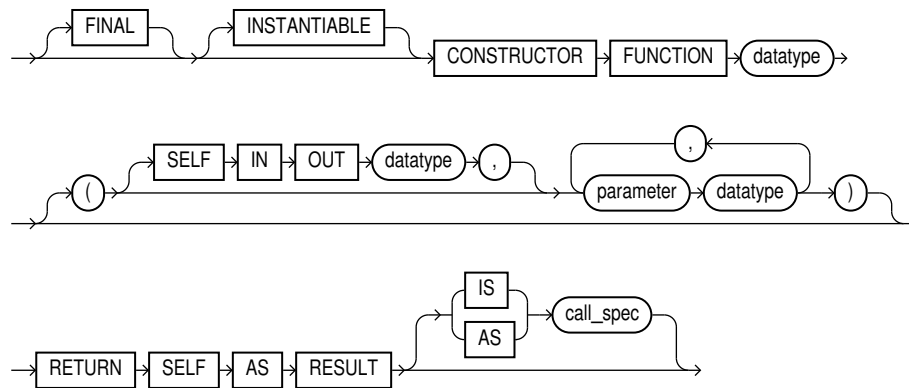 FINAL INSTANTIABLE
CONSTRUCTOR FUNCTION datatype
SELF IN OUT datatype , ,
( parameter datatype )
IS
AS call_spec
RETURN SELF AS RESULT